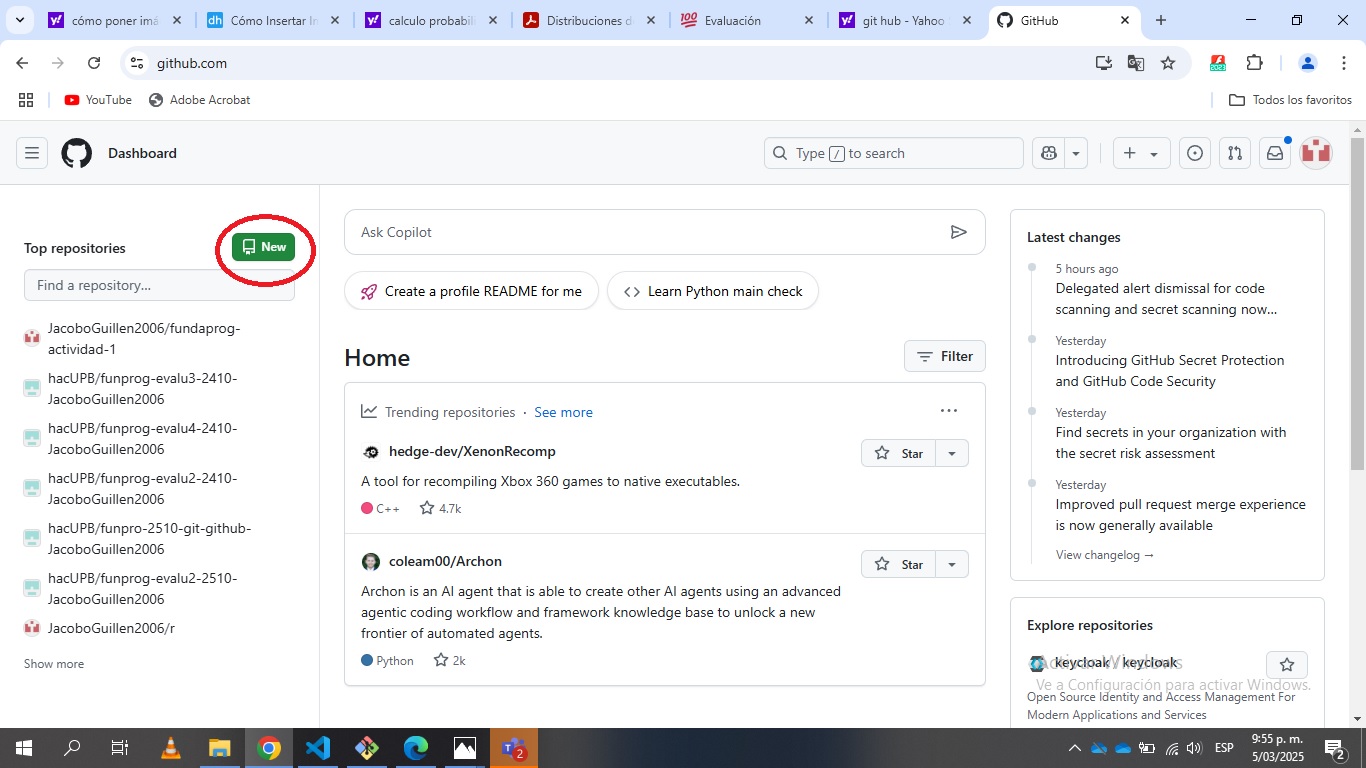 cómo poner imá
Cómo Insertar In
calculo probabili
Distribuciones d
Evaluación
git hub - Yahoo
GitHub
github.com
YouTube
Adobe Acrobat
Todos los favoritos
Dashboard
Type / to search
Top repositories
New
Find a repository...
JacoboGuillen2006/fundaprog-
actividad-1
hacUPB/funprog-evalu3-2410-
JacoboGuillen2006
hacUPB/funprog-evalu4-2410-
JacoboGuillen2006
hacUPB/funprog-evalu2-2410-
JacoboGuillen2006
hacUPB/funpro-2510-git-github-
JacoboGuillen2006
hacUPB/funprog-evalu2-2510-
JacoboGuillen2006
JacoboGuillen2006/r
Show more
Ask Copilot
Create a profile README for me
Learn Python main check
Home
Filter
Trending repositories · See more
hedge-dev/XenonRecomp
Star
A tool for recompiling Xbox 360 games to native executables.
C++ 4.7k
coleam00/Archon
Star
Archon is an AI agent that is able to create other AI agents using an advanced
agentic coding workflow and framework knowledge base to unlock a new
frontier of automated agents.
Python 2k
Latest changes
5 hours ago
Delegated alert dismissal for code
scanning and secret scanning now...
Yesterday
Introducing GitHub Secret Protection
and GitHub Code Security
Yesterday
Find secrets in your organization with
the secret risk assessment
Yesterday
Improved pull request merge experience
is now generally available
View changelog →
Explore repositories
keycloak / keycloak
Open Source Identity and Access Management For
Modern Applications and Services
Activar Windows
Ve a Configuración para activar Windows.
ESP
9:55 p. m.
5/03/2025
2
2